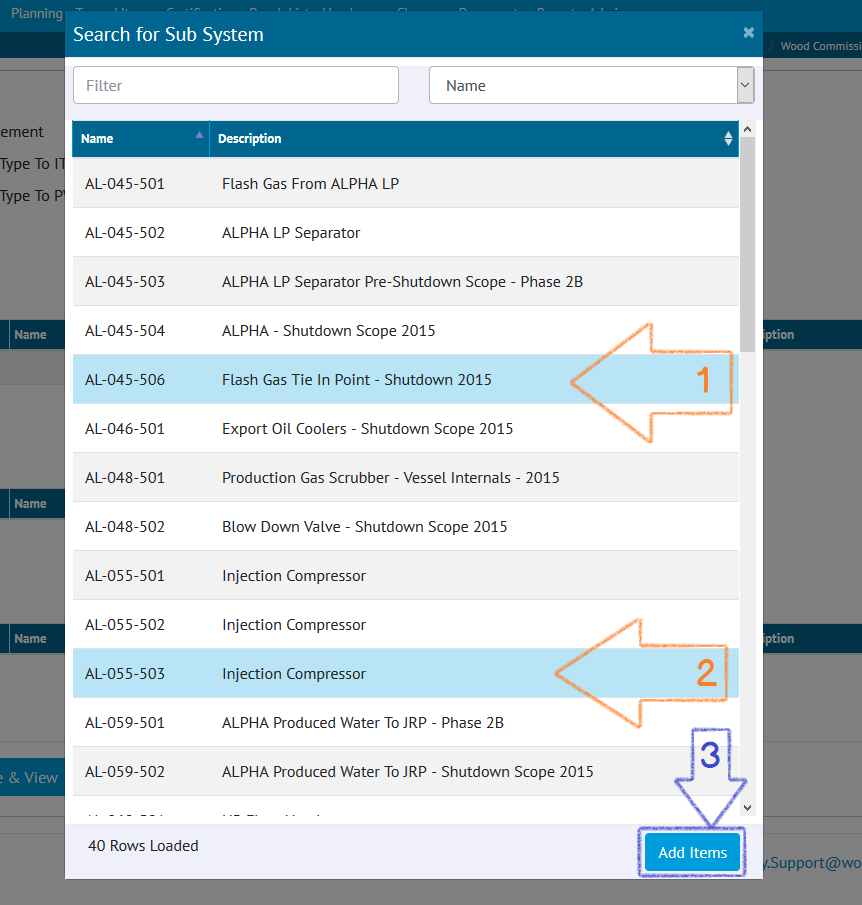 Planning
Search for Sub System
×
/ Wood Commissi
Filter
Name
Name
Description
ement
Type To IT
Type To P
AL-045-501 Flash Gas From ALPHA LP
AL-045-502 ALPHA LP Separator
AL-045-503 ALPHA LP Separator Pre-Shutdown Scope - Phase 2B
AL-045-504 ALPHA - Shutdown Scope 2015
Name
iption
AL-045-506 Flash Gas Tie In Point - Shutdown 2015
1
AL-046-501 Export Oil Coolers - Shutdown Scope 2015
AL-048-501 Production Gas Scrubber - Vessel Internals - 2015
Name
AL-048-502 Blow Down Valve - Shutdown Scope 2015
AL-055-501 Injection Compressor
AL-055-502 Injection Compressor
Name
iption
AL-055-503 Injection Compressor
2
AL-059-501 ALPHA Produced Water To JRP - Phase 2B
3
AL-059-502 ALPHA Produced Water To JRP - Shutdown Scope 2015
e & View
40 Rows Loaded
Add Items
y.Support@wo